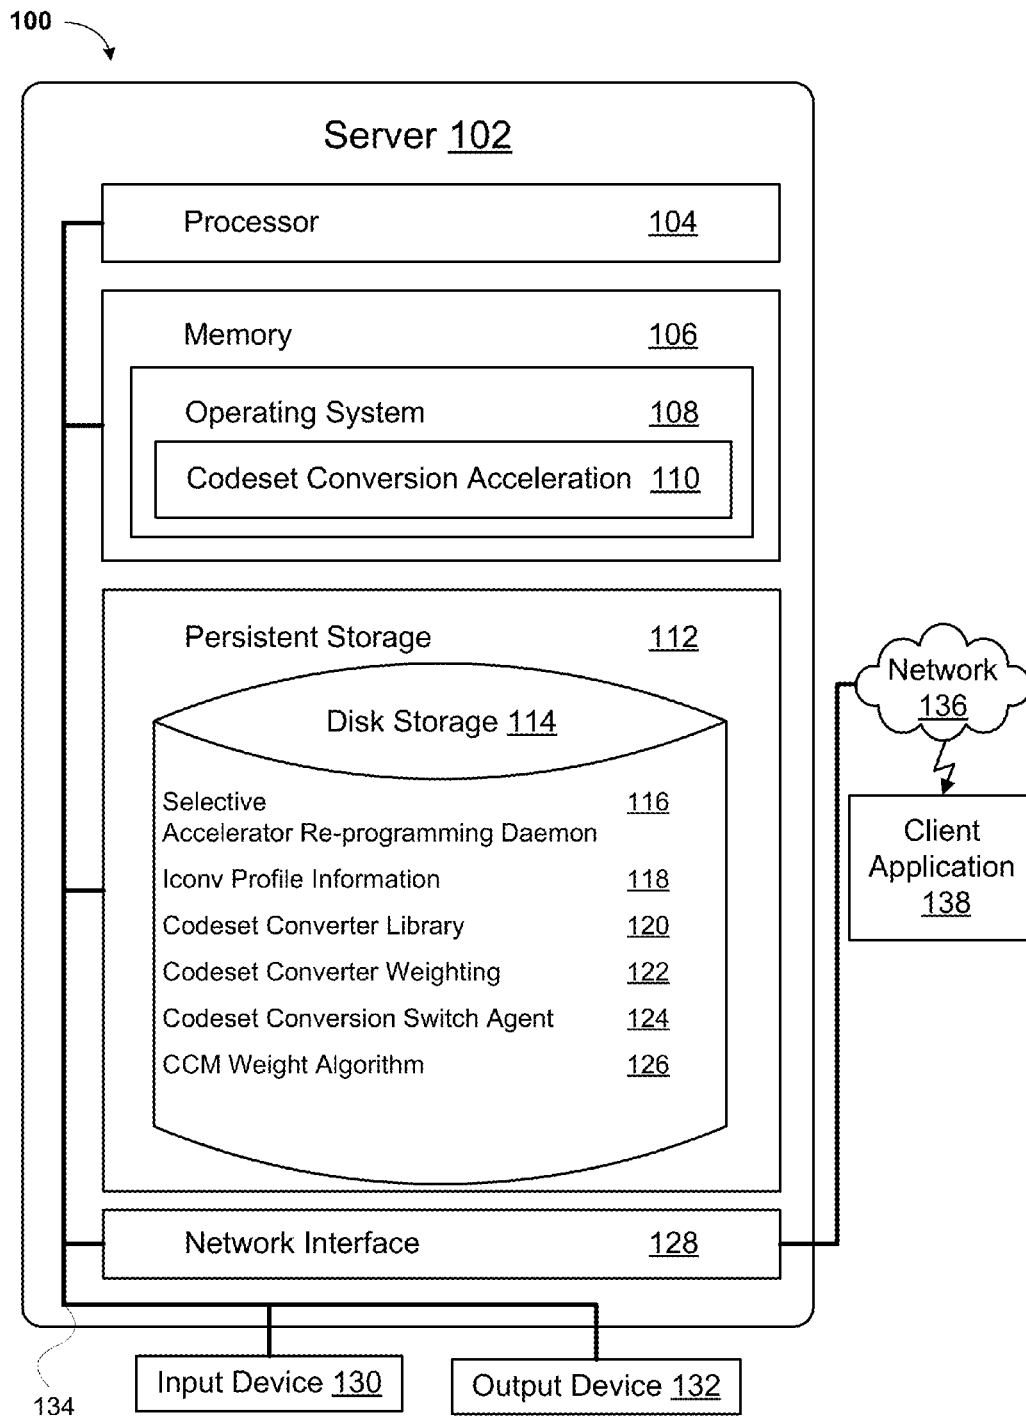 100
Server 102
Processor 104
Memory 106
Operating System 108
Codeset Conversion Acceleration 110
Persistent Storage 112
Disk Storage 114
Selective 116
Accelerator Re-programming Daemon
Iconv Profile Information 118
Codeset Converter Library 120
Codeset Converter Weighting 122
Codeset Conversion Switch Agent 124
CCM Weight Algorithm 126
Network Interface 128
Network
136
Client
Application
138
Input Device 130
Output Device 132
134